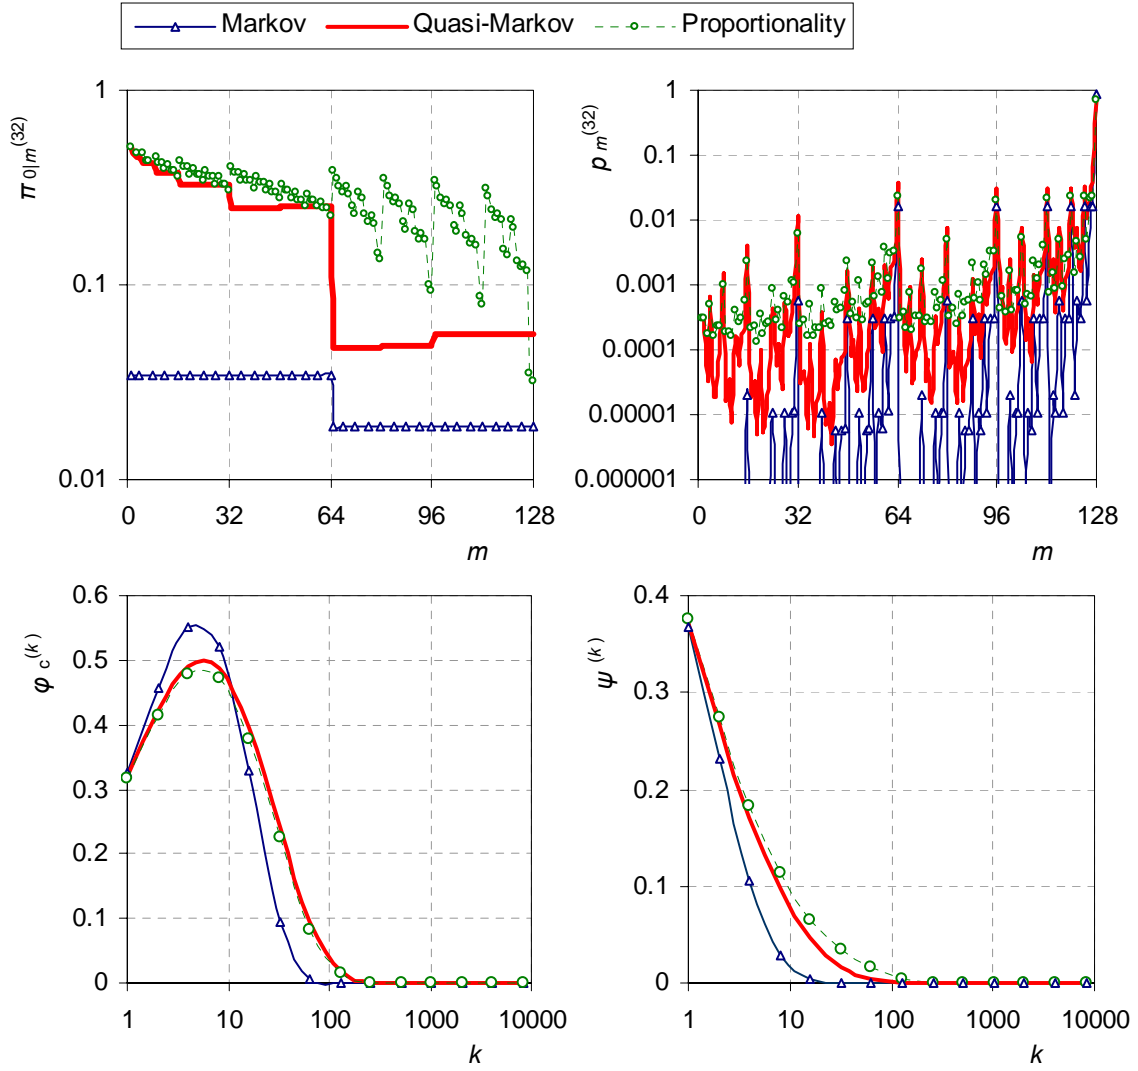 Markov Quasi-Markov Proportionality
π 0|m (32)
1
0.1
0.01
0 32 64 96 128
m
p m (32)
1
0.1
0.01
0.001
0.0001
0.00001
0.000001
0 32 64 96 128
m
φ c (k)
0.6
0.5
0.4
0.3
0.2
0.1
0
1 10 100 1000 10000
k
ψ (k)
0.4
0.3
0.2
0.1
0
1 10 100 1000 10000
k